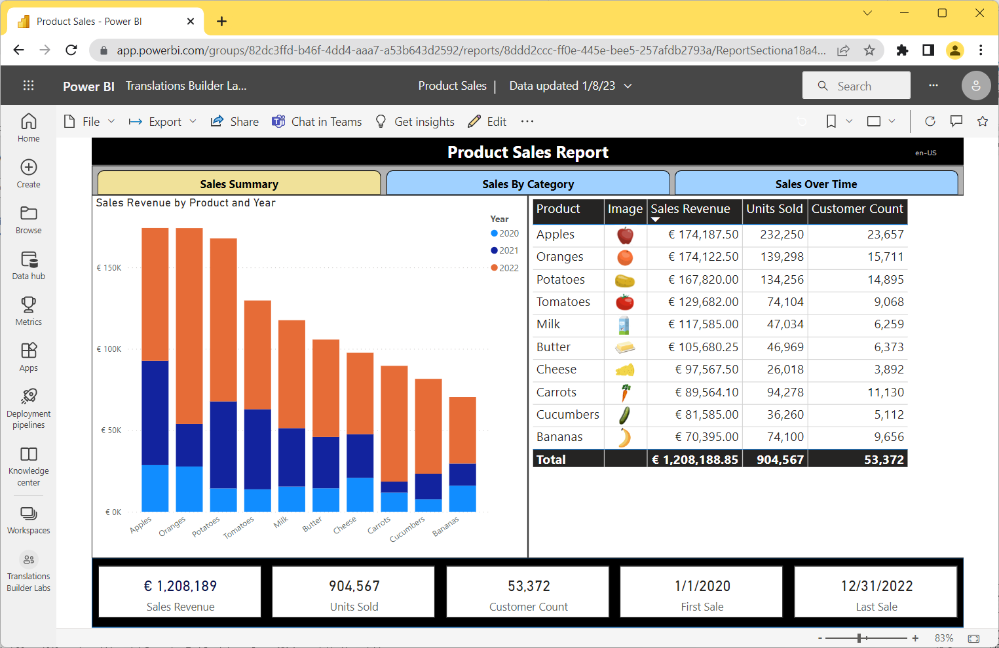 Product Sales - Power BI
app.powerbi.com/groups/82dc3ffd-b46f-4dd4-aaa7-a53b643d2592/reports/8ddd2ccc-ff0e-445e-bee5-257afdb2793a/ReportSectiona18a4...
Power BI Translations Builder La... Product Sales | Data updated 1/8/23 Search
File Export Share Chat in Teams Get insights Edit
Home
Create
Browse
Data hub
Metrics
Apps
Deployment
pipelines
Knowledge
center
Workspaces
Translations
Builder Labs
Product Sales Report en-US
Sales Summary Sales By Category Sales Over Time
Sales Revenue by Product and Year
Year
2020
2021
2022
€ 150K
€ 100K
€ 50K
€ 0K
Apples Oranges Potatoes Tomatoes Milk Butter Cheese Carrots Cucumbers Bananas
Product Image Sales Revenue Units Sold Customer Count
Apples € 174,187.50 232,250 23,657
Oranges € 174,122.50 139,298 15,711
Potatoes € 167,820.00 134,256 14,895
Tomatoes € 129,682.00 74,104 9,068
Milk € 117,585.00 47,034 6,259
Butter € 105,680.25 46,969 6,373
Cheese € 97,567.50 26,018 3,892
Carrots € 89,564.10 94,278 11,130
Cucumbers € 81,585.00 36,260 5,112
Bananas € 70,395.00 74,100 9,656
Total € 1,208,188.85 904,567 53,372
€ 1,208,189 904,567 53,372 1/1/2020 12/31/2022
Sales Revenue Units Sold Customer Count First Sale Last Sale
- + 83%